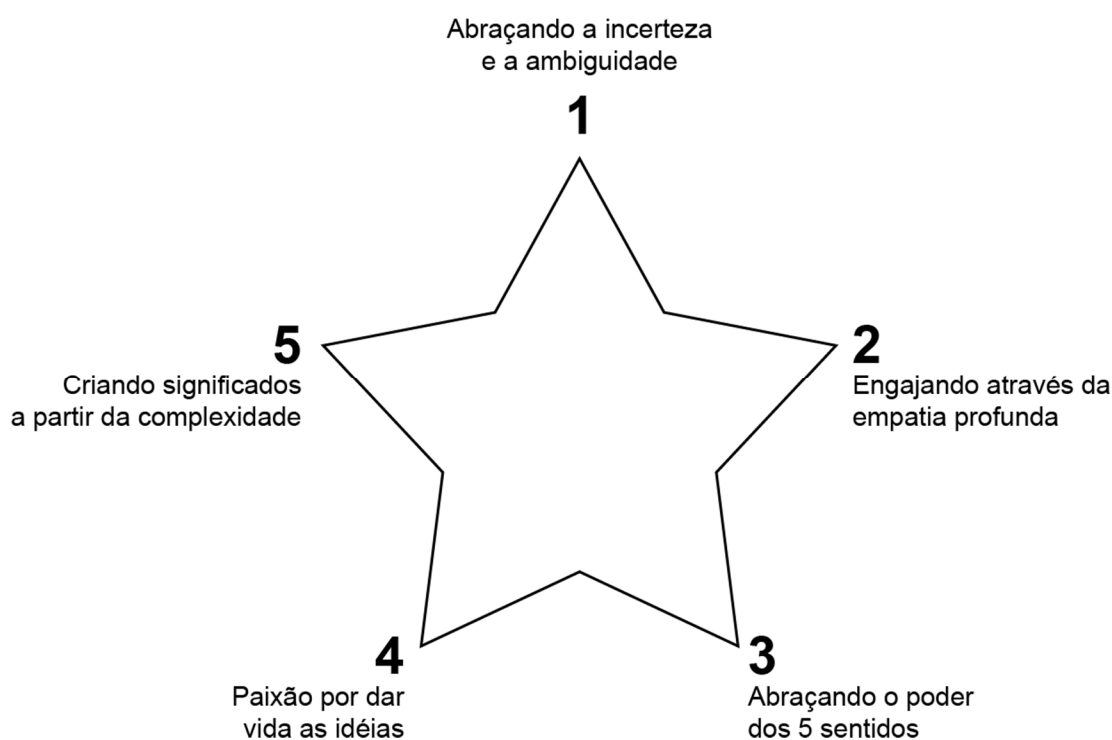 Abraçando a incerteza
e a ambiguidade
1
2
Engajando através da
empatia profunda
3
Abraçando o poder
dos 5 sentidos
4
Paixão por dar
vida as idéias
5
Criando significados
a partir da complexidade